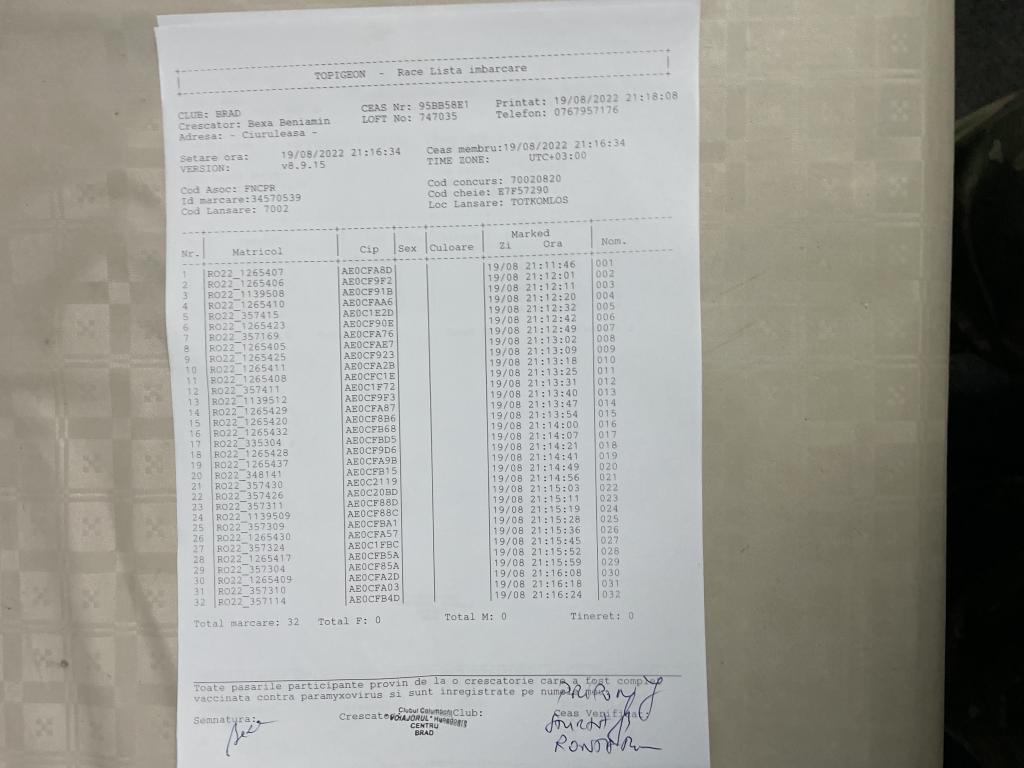 TOPIGEON - Race Lista imbarcare
CLUB: BRAD CEAS Nr: 95BB58E1 Printat: 19/08/2022 21:18:08
Crescator: Bexa Beniamin LOFT No: 747035 Telefon: 0767957176
Adresa: - Ciuruleasa -
Setare ora: 19/08/2022 21:16:34 Ceas membru:19/08/2022 21:16:34
VERSION: v8.9.15 TIME ZONE: UTC+03:00
Cod Asoc: FNCPR Cod concurs: 70020820
Id marcare:34570539 Cod cheie: E7F57290
Cod Lansare: 7002 Loc Lansare: TOTKOMLOS
Marked
Nr. Matricol Cip Sex Culoare Zi Ora Nom.
1 RO22_1265407 AE0CFA8D 19/08 21:11:46 001
2 RO22_1265406 AE0CF9F2 19/08 21:12:01 002
3 RO22_1139508 AE0CF91B 19/08 21:12:11 003
4 RO22_1265410 AE0CFAA6 19/08 21:12:20 004
5 RO22_357415 AE0C1E2D 19/08 21:12:32 005
6 RO22_1265423 AE0CF90E 19/08 21:12:42 006
7 RO22_357169 AE0CFA76 19/08 21:12:49 007
8 RO22_1265405 AE0CFAE7 19/08 21:13:02 008
9 RO22_1265425 AE0CF923 19/08 21:13:09 009
10 RO22_1265411 AE0CFA2B 19/08 21:13:18 010
11 RO22_1265408 AE0CFC1E 19/08 21:13:25 011
12 RO22_357411 AE0C1F72 19/08 21:13:31 012
13 RO22_1139512 AE0CF9F3 19/08 21:13:40 013
14 RO22_1265429 AE0CFA87 19/08 21:13:47 014
15 RO22_1265420 AE0CF8B6 19/08 21:13:54 015
16 RO22_1265432 AE0CFB68 19/08 21:14:00 016
17 RO22_335304 AE0CFBD5 19/08 21:14:07 017
18 RO22_1265428 AE0CF9D6 19/08 21:14:21 018
19 RO22_1265437 AE0CFA9B 19/08 21:14:41 019
20 RO22_348141 AE0CFB15 19/08 21:14:49 020
21 RO22_357430 AE0C2119 19/08 21:14:56 021
22 RO22_357426 AE0C20BD 19/08 21:15:03 022
23 RO22_357311 AE0CF88D 19/08 21:15:11 023
24 RO22_1139509 AE0CF88C 19/08 21:15:19 024
25 RO22_357309 AE0CFBA1 19/08 21:15:28 025
26 RO22_1265430 AE0CFA57 19/08 21:15:36 026
27 RO22_357324 AE0C1FBC 19/08 21:15:45 027
28 RO22_1265417 AE0CFB5A 19/08 21:15:52 028
29 RO22_357304 AE0CF85A 19/08 21:15:59 029
30 RO22_1265409 AE0CFA2D 19/08 21:16:08 030
31 RO22_357310 AE0CFA03 19/08 21:16:18 031
32 RO22_357114 AE0CFB4D 19/08 21:16:24 032
Total marcare: 32 Total F: 0 Total M: 0 Tineret: 0
Toate pasarile participante provin de la o crescatorie care a fost complet
vaccinata contra paramyxovirus si sunt inregistrate pe
Semnatura: Crescator Club: Ceas
Clubul
CENTRU
BRAD